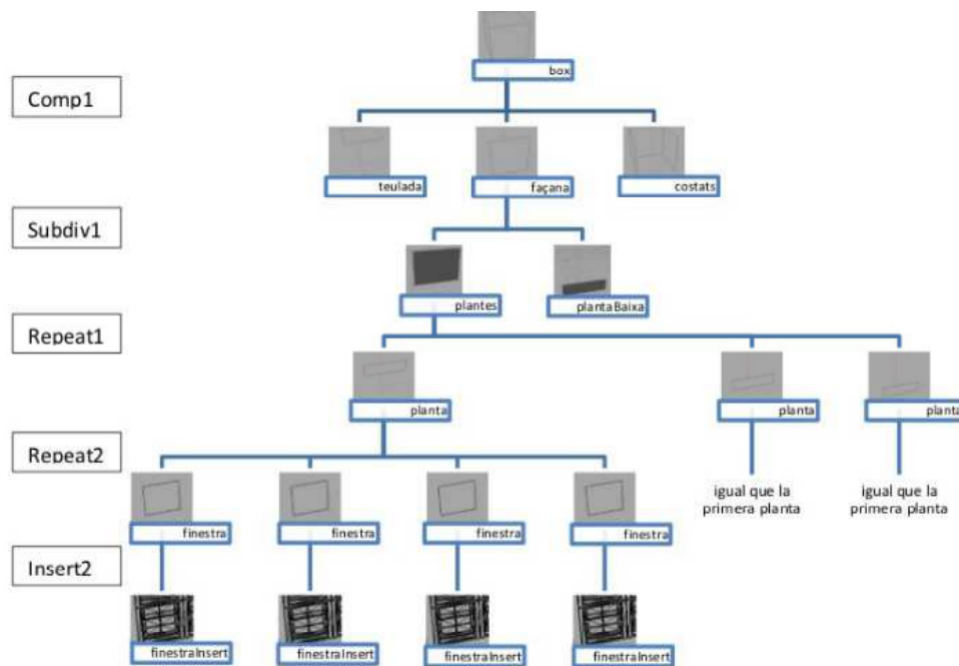 box
Comp1
teulada
façana
costats
Subdiv1
plantes
plantaBaixa
Repeat1
planta
planta
planta
Repeat2
igual que la
primera planta
igual que la
primera planta
finestra
finestra
finestra
finestra
Insert2
finestraInsert
finestraInsert
finestraInsert
finestraInsert